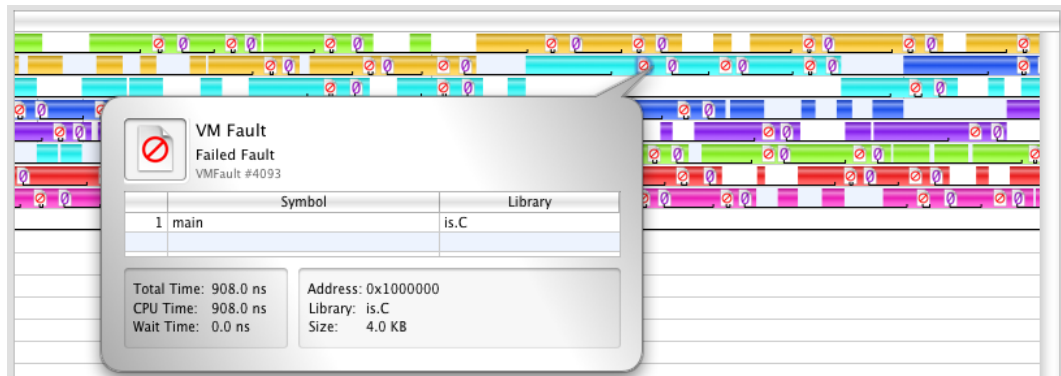 VM Fault
Failed Fault
VMFault #4093
Symbol Library
1 main is.C
Total Time: 908.0 ns
CPU Time: 908.0 ns
Wait Time: 0.0 ns
Address: 0x1000000
Library: is.C
Size: 4.0 KB